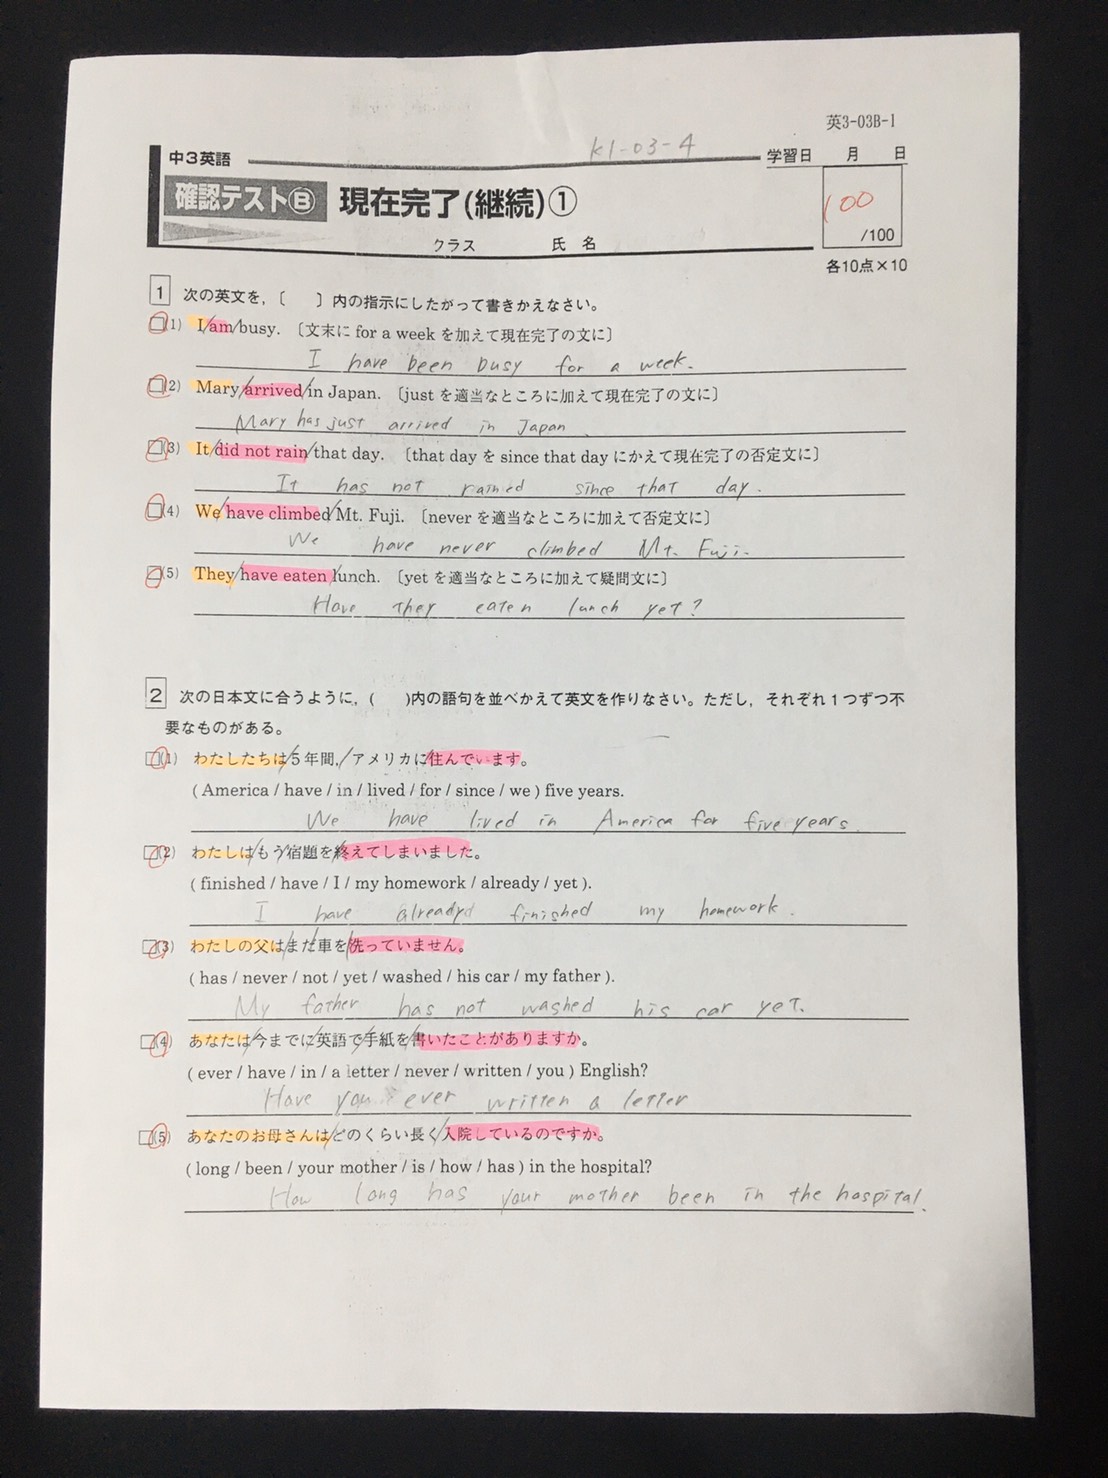 英3-03B-1
k1-03-4
中3英語 学習日 月 日
確認テストⒷ 現在完了(継続)①
100
/100
クラス 氏名
各10点×10
1 次の英文を,〔 〕内の指示にしたがって書きかえなさい。
□(1) I/am/busy. 〔文末に for a week を加えて現在完了の文に〕
I have been busy for a week.
□(2) Mary/arrived/in Japan. 〔just を適当なところに加えて現在完了の文に〕
Mary has just arrived in Japan.
□(3) It/did not rain/that day. 〔that day を since that day にかえて現在完了の否定文に〕
It has not rained since that day.
□(4) We/have climbed/Mt. Fuji. 〔never を適当なところに加えて否定文に〕
We have never climbed Mt. Fuji.
□(5) They/have eaten/lunch. 〔yet を適当なところに加えて疑問文に〕
Have they eaten lunch yet?
2 次の日本文に合うように,( )内の語句を並べかえて英文を作りなさい。ただし,それぞれ1つずつ不
要なものがある。
□(1) わたしたちは/5年間,/アメリカに/住んでいます。
( America / have / in / lived / for / since / we ) five years.
We have lived in America for five years.
□(2) わたしは/もう/宿題を/終えてしまいました。
( finished / have / I / my homework / already / yet ).
I have already finished my homework.
□(3) わたしの父は/まだ/車を/洗っていません。
( has / never / not / yet / washed / his car / my father ).
My father has not washed his car yet.
□(4) あなたは/今までに/英語で/手紙を/書いたことがありますか。
( ever / have / in / a letter / never / written / you ) English?
Have you ever written a letter
□(5) あなたのお母さんは/どのくらい長く/入院しているのですか。
( long / been / your mother / is / how / has ) in the hospital?
How long has your mother been in the hospital.